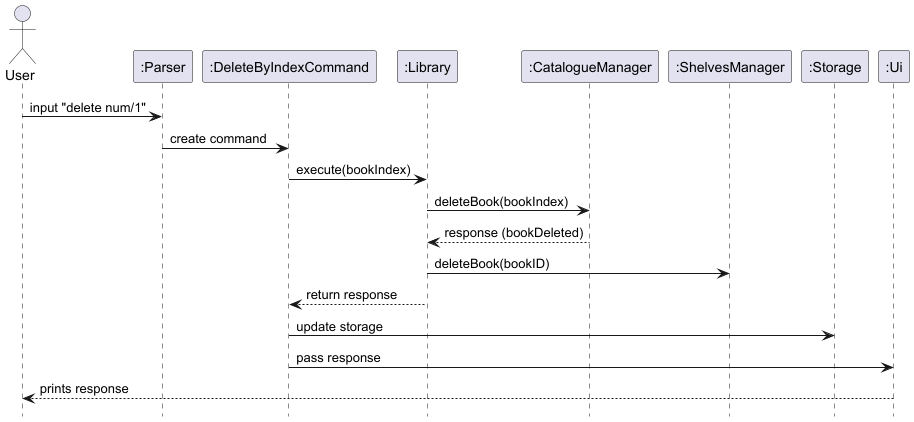 User
:Parser
:DeleteByIndexCommand
:Library
:CatalogueManager
:ShelvesManager
:Storage
:Ui
input "delete num/1"
create command
execute(bookIndex)
deleteBook(bookIndex)
response (bookDeleted)
deleteBook(bookID)
return response
update storage
pass response
prints response